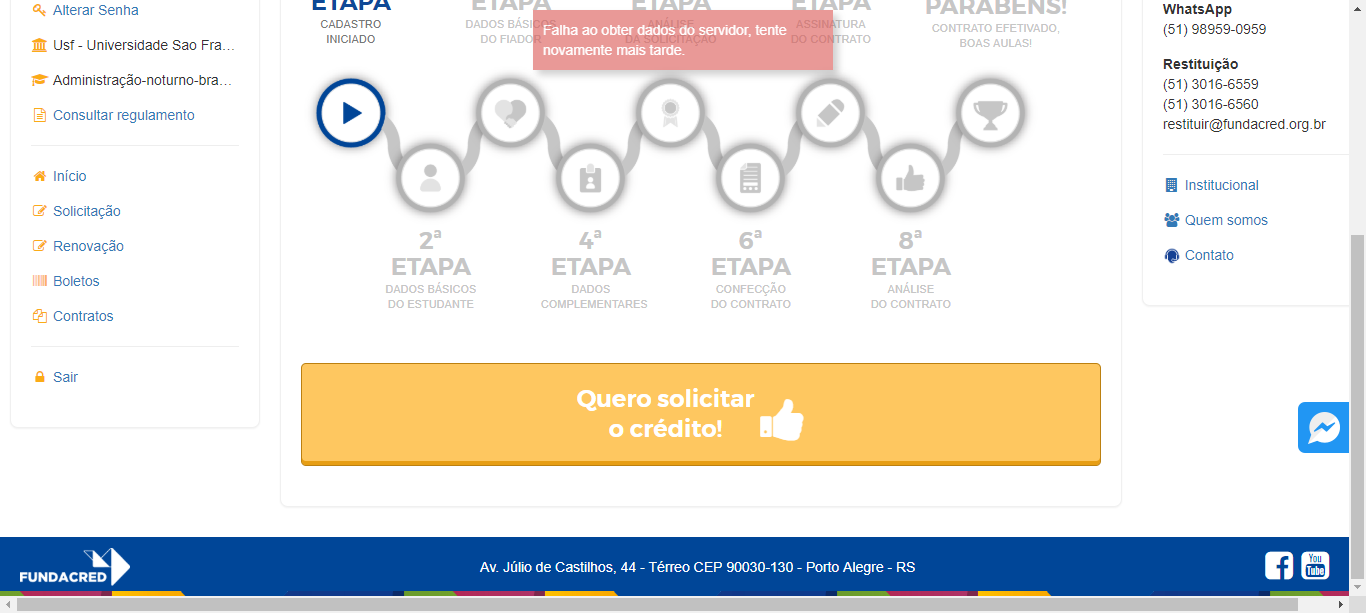 Alterar Senha
Usf - Universidade Sao Fra...
Administração-noturno-bra...
Consultar regulamento
Início
Solicitação
Renovação
Boletos
Contratos
Sair
ETAPA
CADASTRO
INICIADO
ETAPA
DADOS BÁSICOS
DO FIADOR
ETAPA
ANÁLISE
DA SOLICITAÇÃO
ETAPA
ASSINATURA
DO CONTRATO
PARABÉNS!
CONTRATO EFETIVADO,
BOAS AULAS!
Falha ao obter dados do servidor, tente
novamente mais tarde.
2ª
ETAPA
DADOS BÁSICOS
DO ESTUDANTE
4ª
ETAPA
DADOS
COMPLEMENTARES
6ª
ETAPA
CONFECÇÃO
DO CONTRATO
8ª
ETAPA
ANÁLISE
DO CONTRATO
Quero solicitar
o crédito!
WhatsApp
(51) 98959-0959
Restituição
(51) 3016-6559
(51) 3016-6560
restituir@fundacred.org.br
Institucional
Quem somos
Contato
FUNDACRED
Av. Júlio de Castilhos, 44 - Térreo CEP 90030-130 - Porto Alegre - RS
You
Tube